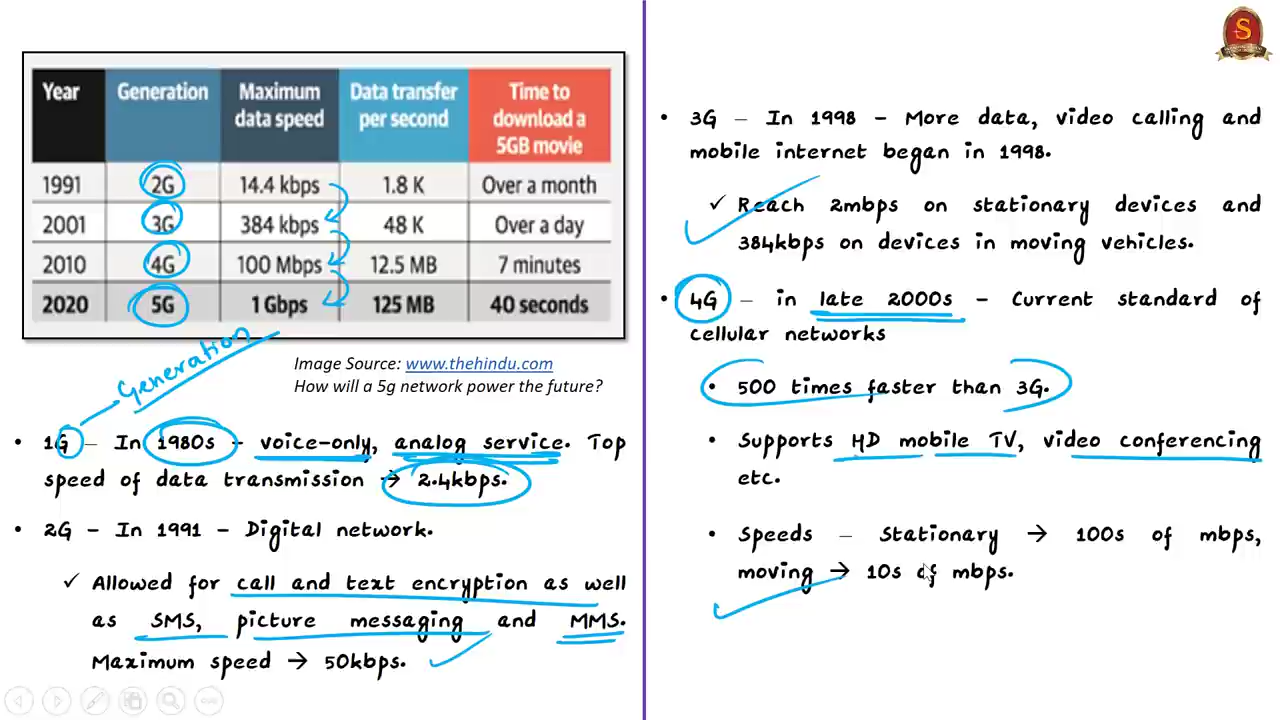 Year Generation Maximum data speed Data transfer per second Time to download a 5GB movie
1991 2G 14.4 kbps 1.8 K Over a month
2001 3G 384 kbps 48 K Over a day
2010 4G 100 Mbps 12.5 MB 7 minutes
2020 5G 1 Gbps 125 MB 40 seconds
Generation
Image Source: www.thehindu.com
How will a 5g network power the future?
• 1G – In 1980s – voice-only, analog service. Top
speed of data transmission → 2.4kbps.
• 2G – In 1991 – Digital network.
✓ Allowed for call and text encryption as well
as SMS, picture messaging and MMS.
Maximum speed → 50kbps.
S
• 3G – In 1998 – More data, video calling and
mobile internet began in 1998.
✓ Reach 2mbps on stationary devices and
384kbps on devices in moving vehicles.
• 4G – in late 2000s – Current standard of
cellular networks
• 500 times faster than 3G.
• Supports HD mobile TV, video conferencing
etc.
• Speeds – Stationary → 100s of mbps,
moving → 10s of mbps.